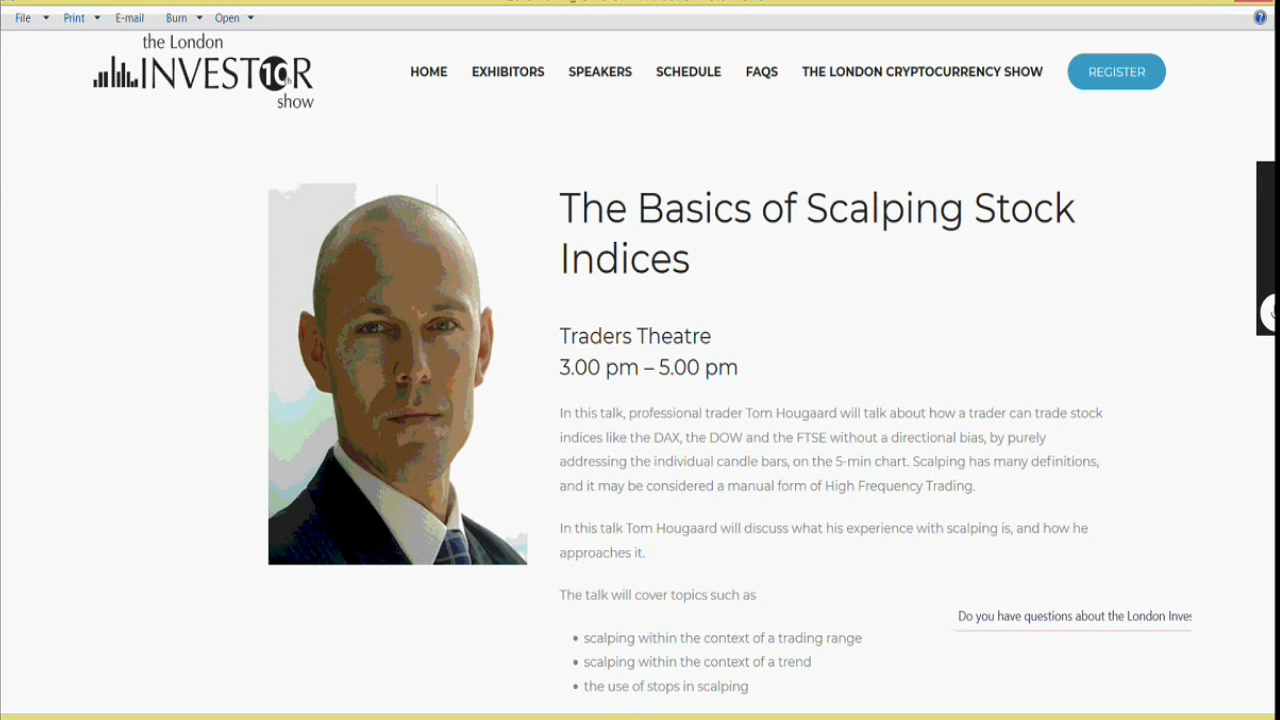 File Print E-mail Burn Open
the London
INVEST10thR
show
HOME EXHIBITORS SPEAKERS SCHEDULE FAQS THE LONDON CRYPTOCURRENCY SHOW REGISTER
The Basics of Scalping Stock
Indices
Traders Theatre
3.00 pm – 5.00 pm
In this talk, professional trader Tom Hougaard will talk about how a trader can trade stock
indices like the DAX, the DOW and the FTSE without a directional bias, by purely
addressing the individual candle bars, on the 5-min chart. Scalping has many definitions,
and it may be considered a manual form of High Frequency Trading.
In this talk Tom Hougaard will discuss what his experience with scalping is, and how he
approaches it.
The talk will cover topics such as
Do you have questions about the London Inves
• scalping within the context of a trading range
• scalping within the context of a trend
• the use of stops in scalping